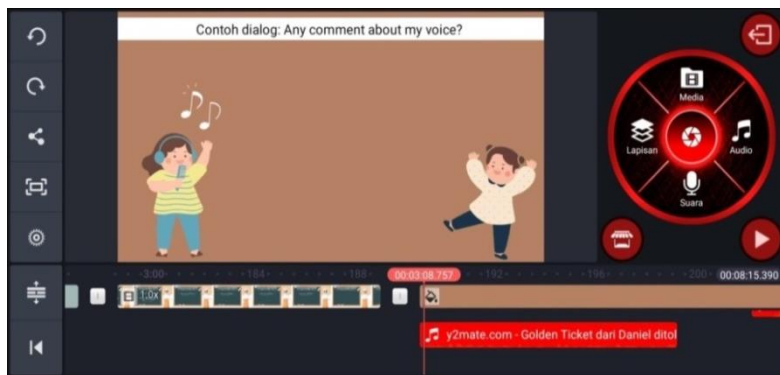 Contoh dialog: Any comment about my voice?
Media
Lapisan
Audio
Suara
-3:00
184
188
00:03:08.757
192
196
200
00:08:15.390
1.0x
y2mate.com - Golden Ticket dari Daniel ditol